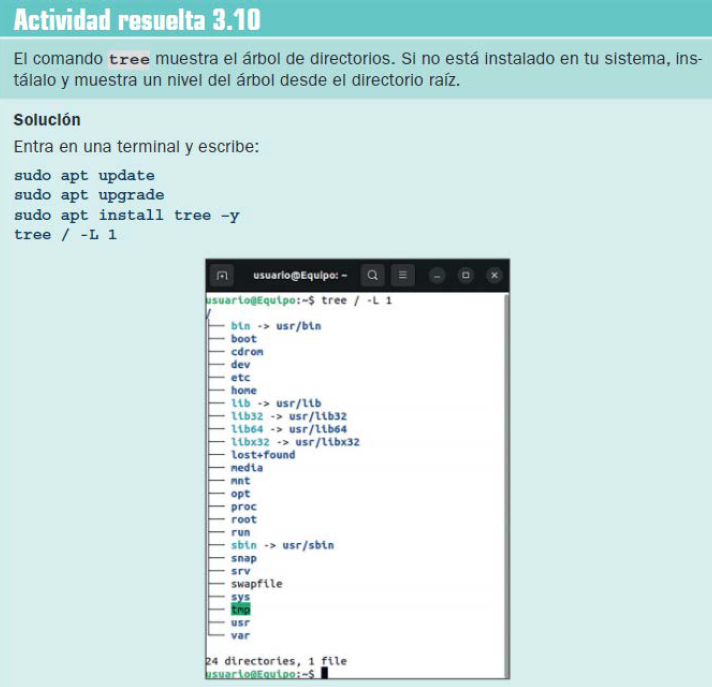 Actividad resuelta 3.10
El comando tree muestra el árbol de directorios. Si no está instalado en tu sistema, ins-
tálalo y muestra un nivel del árbol desde el directorio raíz.
Solución
Entra en una terminal y escribe:
sudo apt update
sudo apt upgrade
sudo apt install tree –y
tree / -L 1
usuario@Equipo: ~
usuario@Equipo:~$ tree / -L 1
/
├── bin -> usr/bin
├── boot
├── cdrom
├── dev
├── etc
├── home
├── lib -> usr/lib
├── lib32 -> usr/lib32
├── lib64 -> usr/lib64
├── libx32 -> usr/libx32
├── lost+found
├── media
├── mnt
├── opt
├── proc
├── root
├── run
├── sbin -> usr/sbin
├── snap
├── srv
├── swapfile
├── sys
├── tmp
├── usr
└── var
24 directories, 1 file
usuario@Equipo:~$